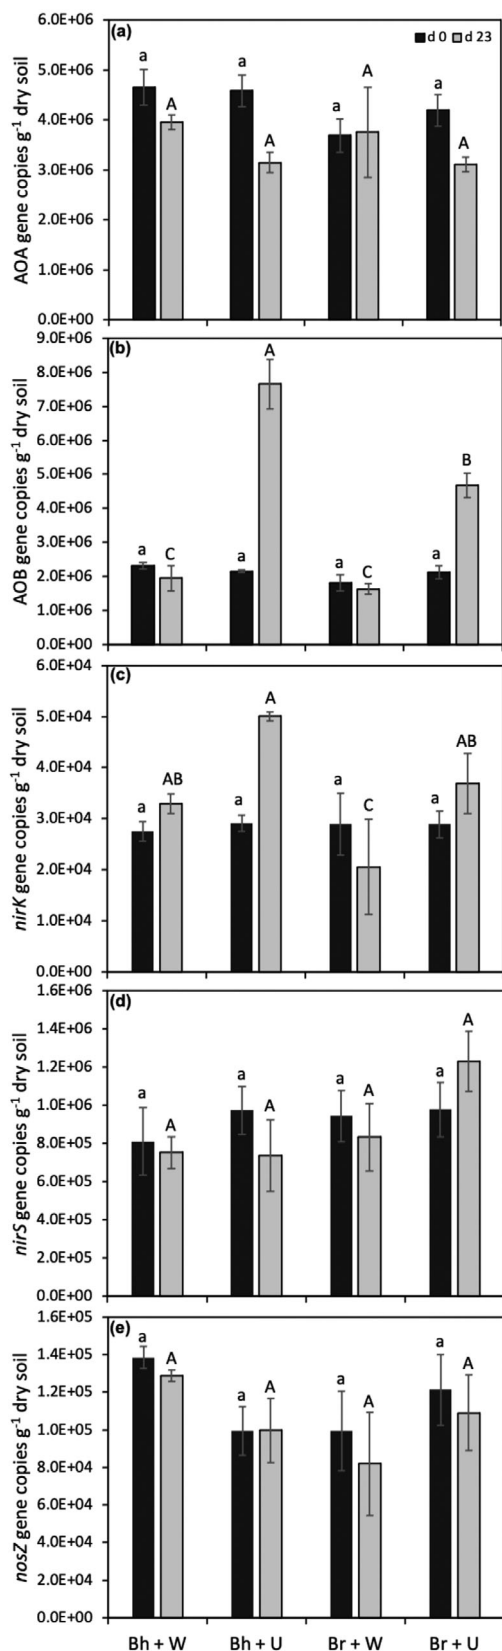 (a)
d 0 d 23
6.0E+06
5.0E+06
4.0E+06
3.0E+06
2.0E+06
1.0E+06
0.0E+00
AOA gene copies g⁻¹ dry soil
a A a A a A a A
(b)
9.0E+06
8.0E+06
7.0E+06
6.0E+06
5.0E+06
4.0E+06
3.0E+06
2.0E+06
1.0E+06
0.0E+00
AOB gene copies g⁻¹ dry soil
a C a A a C a B
(c)
6.0E+04
5.0E+04
4.0E+04
3.0E+04
2.0E+04
1.0E+04
0.0E+00
nirK gene copies g⁻¹ dry soil
a AB a A a C a AB
(d)
1.6E+06
1.4E+06
1.2E+06
1.0E+06
8.0E+05
6.0E+05
4.0E+05
2.0E+05
0.0E+00
nirS gene copies g⁻¹ dry soil
a A a A a A a A
(e)
1.6E+05
1.4E+05
1.2E+05
1.0E+05
8.0E+04
6.0E+04
4.0E+04
2.0E+04
0.0E+00
nosZ gene copies g⁻¹ dry soil
a A a A a A a A
Bh + W Bh + U Br + W Br + U